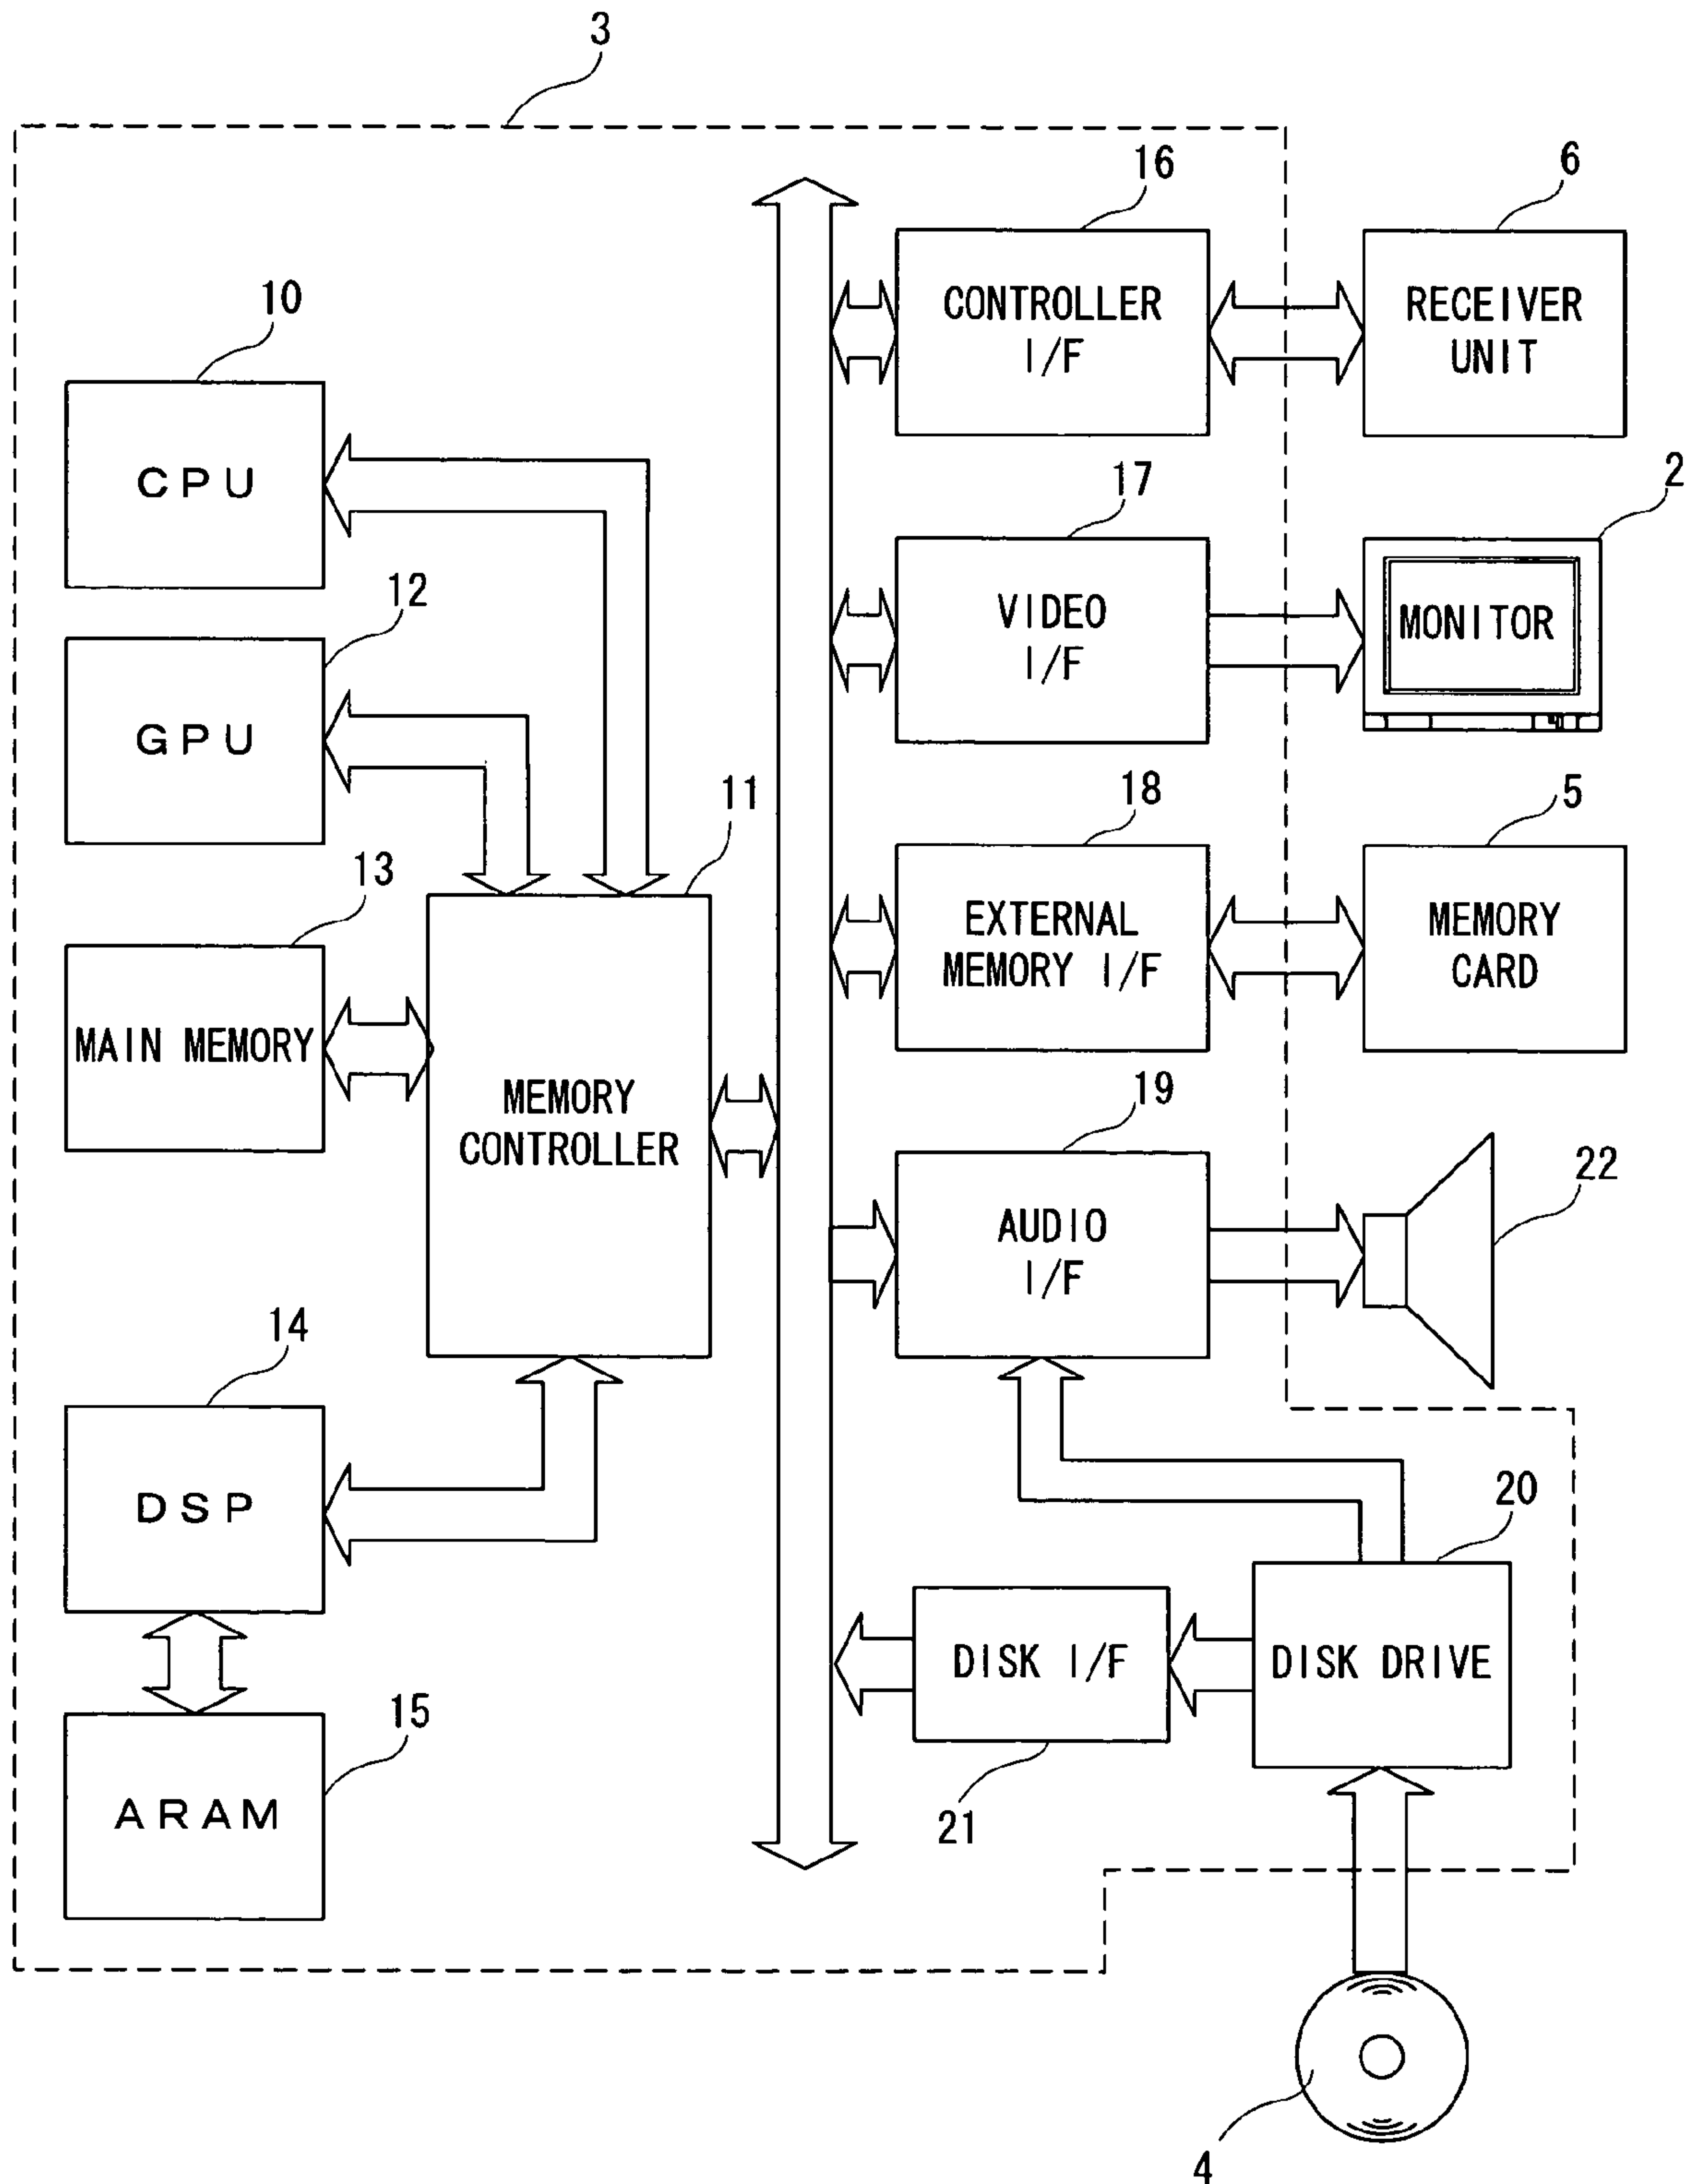 3
16
6
10
CONTROLLER
I/F
RECEIVER
UNIT
CPU
17
2
12
VIDEO
I/F
MONITOR
GPU
11
18
5
13
EXTERNAL
MEMORY I/F
MEMORY
CARD
MAIN MEMORY
MEMORY
CONTROLLER
19
22
AUDIO
I/F
14
20
DSP
DISK I/F
DISK DRIVE
15
21
ARAM
4